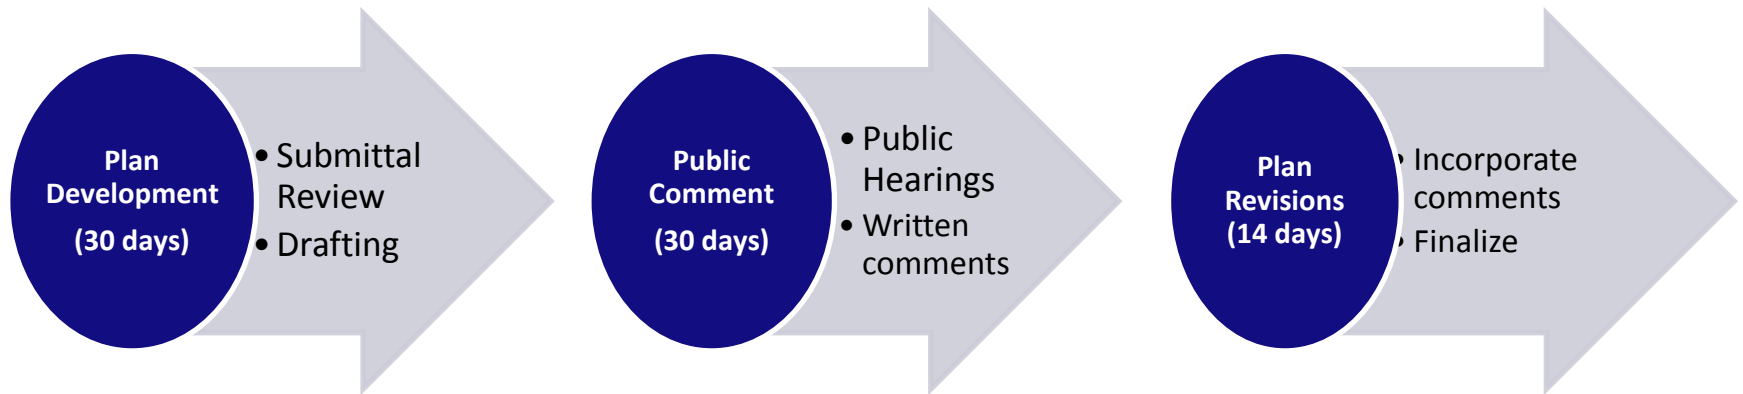 Plan
Development
(30 days)
• Submittal
Review
• Drafting
Public
Comment
(30 days)
• Public
Hearings
• Written
comments
Plan
Revisions
(14 days)
• Incorporate
comments
• Finalize